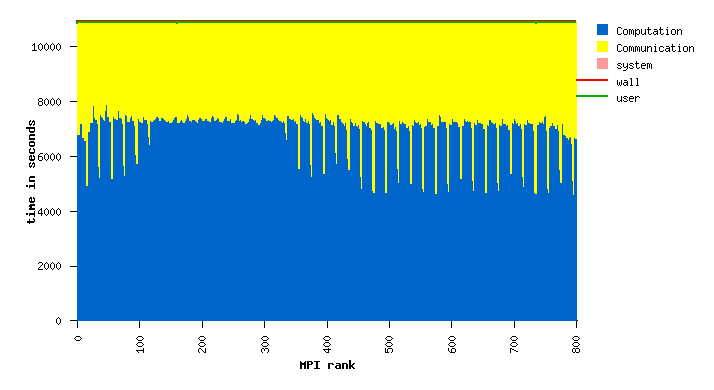 10000
8000
6000
4000
2000
0
time in seconds
0
100
200
300
400
500
600
700
800
MPI rank
Computation
Communication
system
wall
user